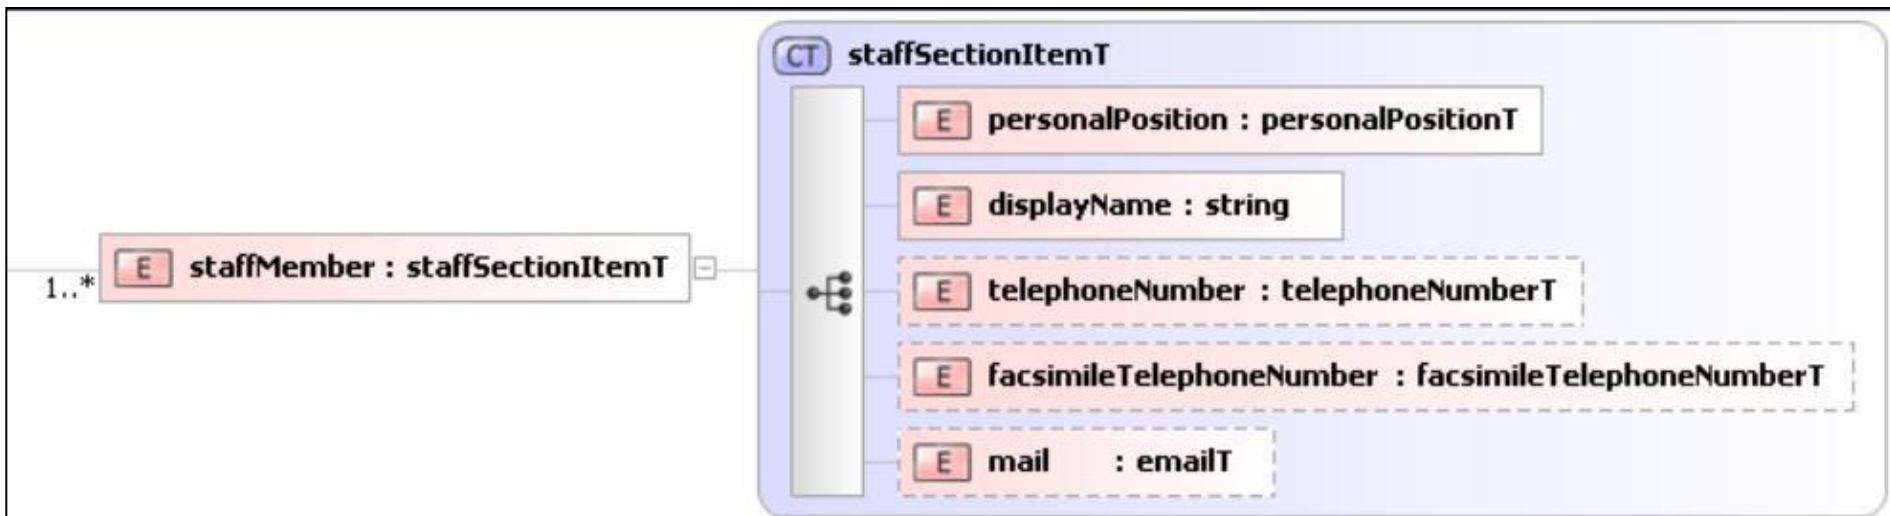 CT staffSectionItemT
E personalPosition : personalPositionT
E displayName : string
1..* E staffMember : staffSectionItemT
E telephoneNumber : telephoneNumberT
E facsimileTelephoneNumber : facsimileTelephoneNumberT
E mail : emailT